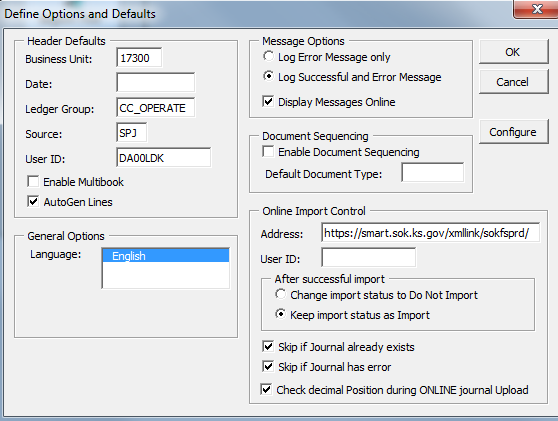 Define Options and Defaults
Header Defaults
Business Unit: 17300
Date:
Ledger Group: CC_OPERATE
Source: SPJ
User ID: DA00LDK
Enable Multibook
AutoGen Lines
General Options
Language: English
Message Options
Log Error Message only
Log Successful and Error Message
Display Messages Online
Document Sequencing
Enable Document Sequencing
Default Document Type:
Online Import Control
Address: https://smart.sok.ks.gov/xmllink/sokfsprd/
User ID:
After successful import
Change import status to Do Not Import
Keep import status as Import
Skip if Journal already exists
Skip if Journal has error
Check decimal Position during ONLINE journal Upload
OK
Cancel
Configure